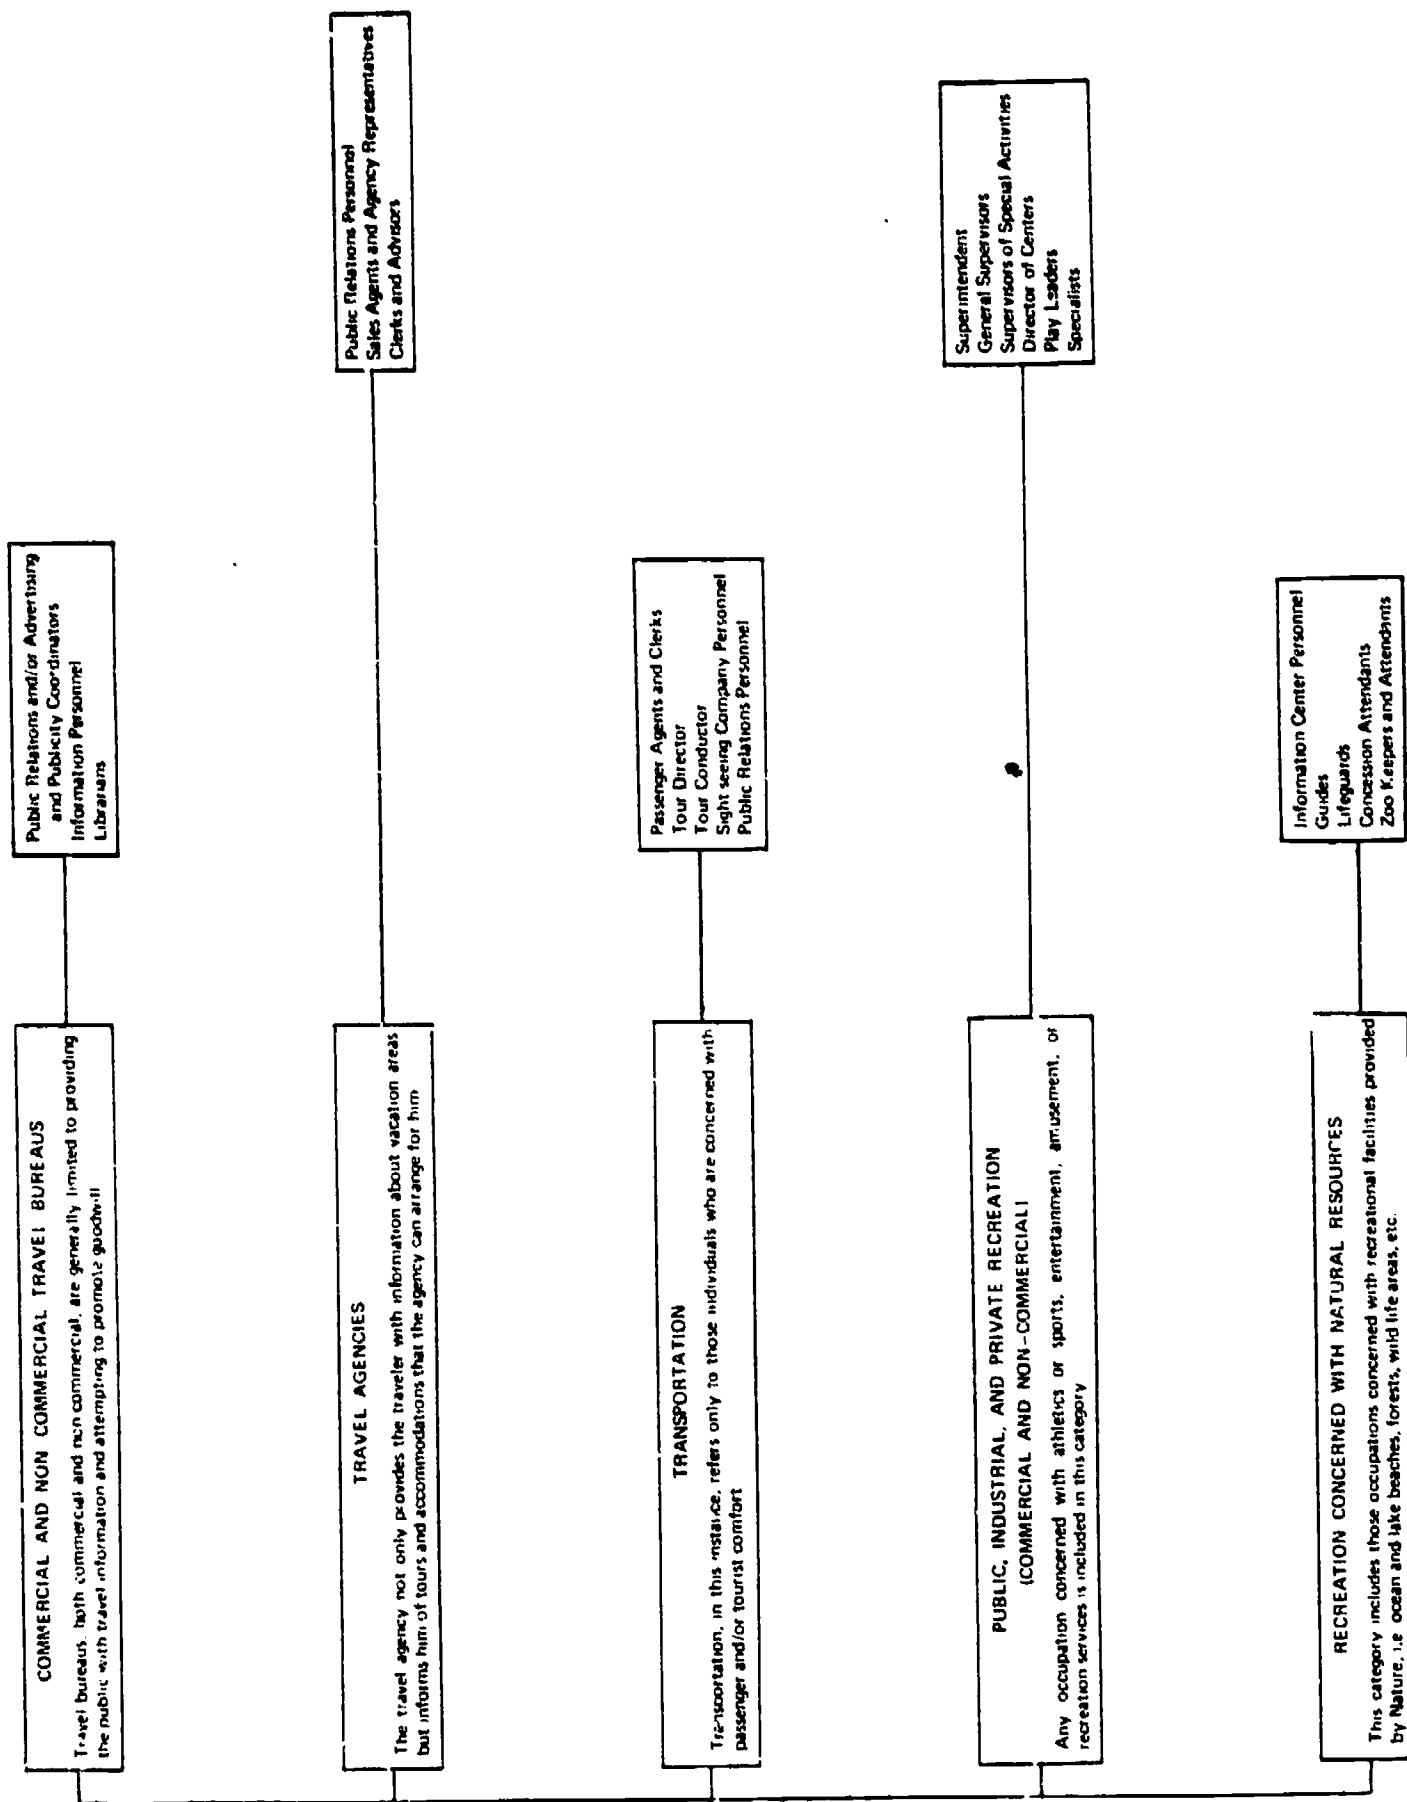 COMMERCIAL AND NON COMMERCIAL TRAVEL BUREAUS
Travel bureaus, both commercial and non commercial, are generally limited to providing
the public with travel information and attempting to promote goodwill
Public Relations and/or Advertising
and Publicity Coordinators
Information Personnel
Librarians
TRAVEL AGENCIES
The travel agency not only provides the traveler with information about vacation areas
but informs him of tours and accommodations that the agency can arrange for him
Public Relations Personnel
Sales Agents and Agency Representatives
Clerks and Advisors
TRANSPORTATION
Transportation, in this instance, refers only to those individuals who are concerned with
passenger and/or tourist comfort
Passenger Agents and Clerks
Tour Director
Tour Conductor
Sight seeing Company Personnel
Public Relations Personnel
PUBLIC, INDUSTRIAL, AND PRIVATE RECREATION
(COMMERCIAL AND NON-COMMERCIAL)
Any occupation concerned with athletics or sports, entertainment, amusement, or
recreation services is included in this category
Superintendent
General Supervisors
Supervisors of Special Activities
Director of Centers
Play Leaders
Specialists
RECREATION CONCERNED WITH NATURAL RESOURCES
This category includes those occupations concerned with recreational facilities provided
by Nature, i.e ocean and lake beaches, forests, wild life areas, etc.
Information Center Personnel
Guides
Lifeguards
Concession Attendants
Zoo Keepers and Attendants